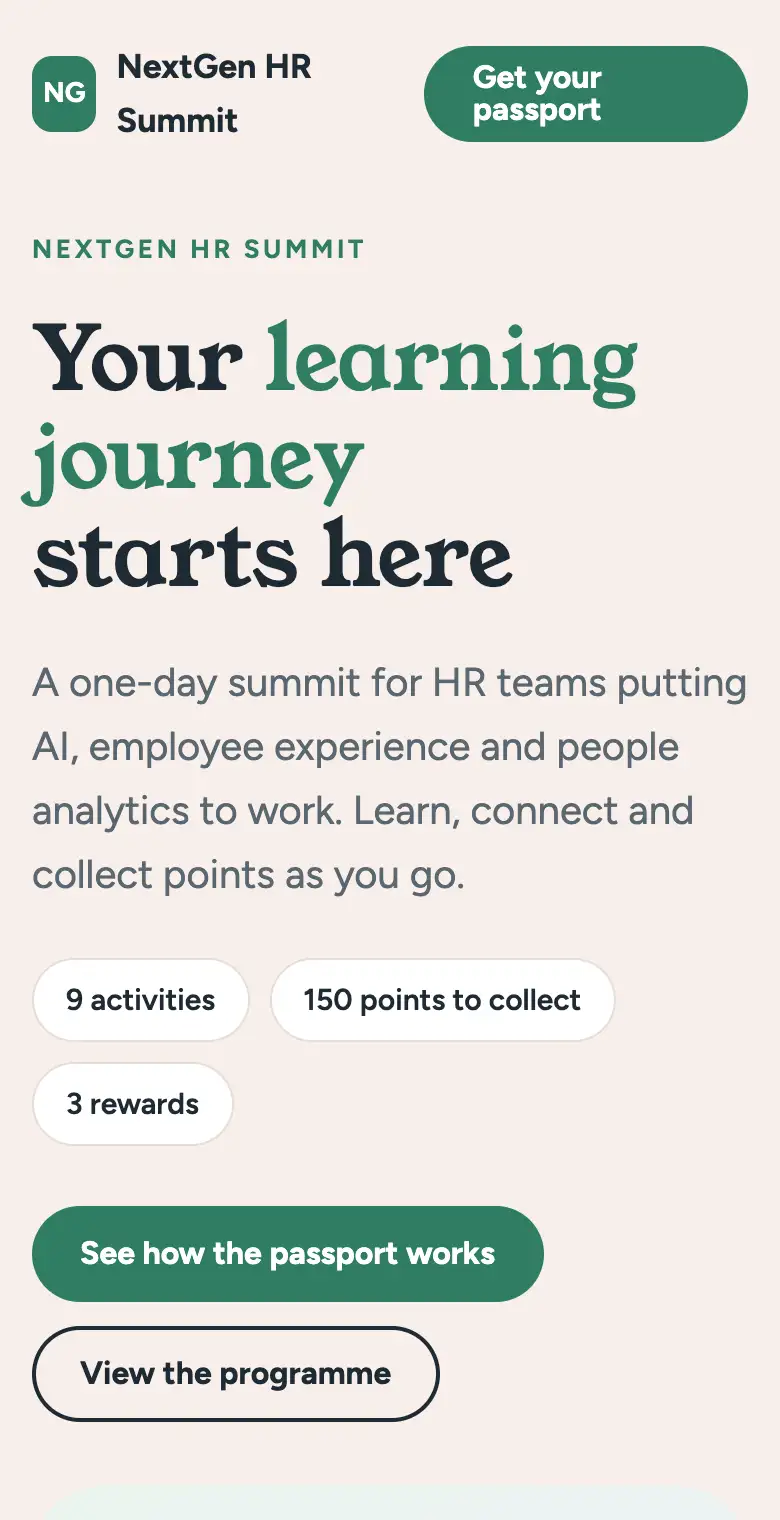 NG
NextGen HR
Summit
Get your
passport
NEXTGEN HR SUMMIT
Your learning
journey
starts here
A one-day summit for HR teams putting
AI, employee experience and people
analytics to work. Learn, connect and
collect points as you go.
9 activities
150 points to collect
3 rewards
See how the passport works
View the programme